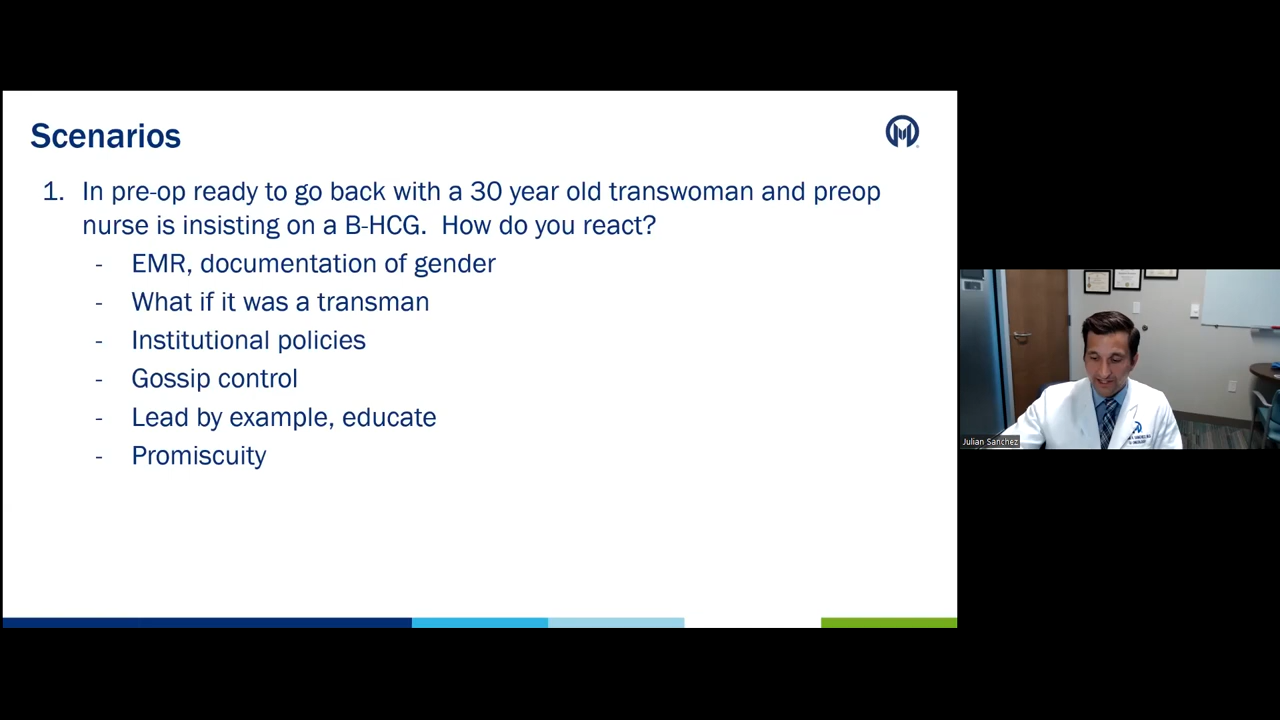 Scenarios
1. In pre-op ready to go back with a 30 year old transwoman and preop
nurse is insisting on a B-HCG.  How do you react?
- EMR, documentation of gender
- What if it was a transman
- Institutional policies
- Gossip control
- Lead by example, educate
- Promiscuity
Julian Sanchez